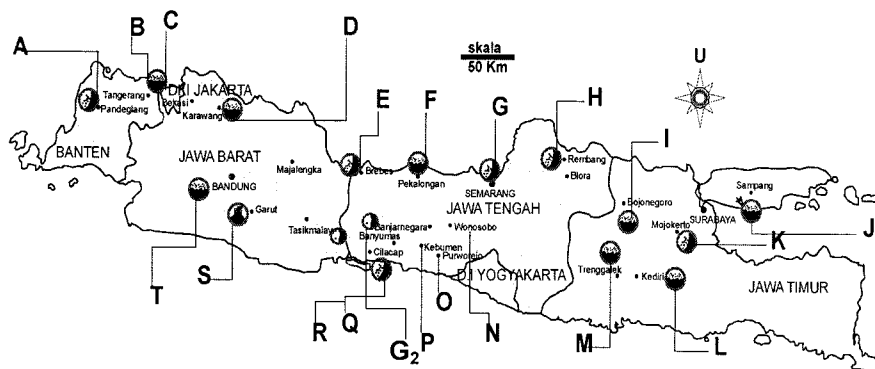 A
B
C
D
E
F
G
H
I
skala
50 Km
U
DKI JAKARTA
Tangerang
Bekasi
Pandeglang
Karawang
BANTEN
JAWA BARAT
BANDUNG
Majalengka
Brebes
Pekalongan
SEMARANG
JAWA TENGAH
Rembang
Blora
Bojonegoro
Sampang
SURABAYA
Mojokerto
Garut
Tasikmalaya
Banjarnegara
Banyumas
Wonosobo
Cilacap
Kebumen
Purworejo
D.I YOGYAKARTA
Trenggalek
Kediri
JAWA TIMUR
J
K
T
S
R
Q
G2
P
O
N
M
L